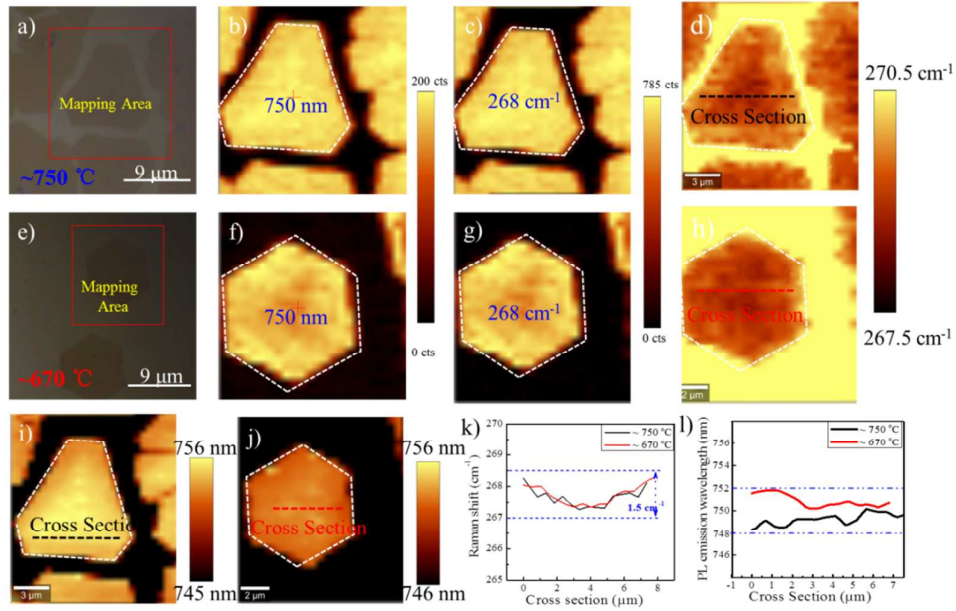 a)
Mapping Area
~750 ℃
9 μm
b)
750 nm
200 cts
0 cts
c)
268 cm-1
785 cts
0 cts
d)
Cross Section
3 μm
270.5 cm-1
267.5 cm-1
e)
Mapping
Area
~670 ℃
9 μm
f)
750 nm
g)
268 cm-1
h)
Cross Section
2 μm
i)
Cross Section
3 μm
756 nm
745 nm
j)
2 μm
756 nm
746 nm
k)
~ 750 °C
~ 670 °C
270
269
268
267
266
265
1.5 cm-1
Raman shift (cm-1)
0 1 2 3 4 5 6 7 8 9
Cross section (μm)
l)
~ 750 °C
~ 670 °C
756
752
750
748
746
PL emission wavelength (nm)
-1 0 1 2 3 4 5 6 7
Cross Section (μm)